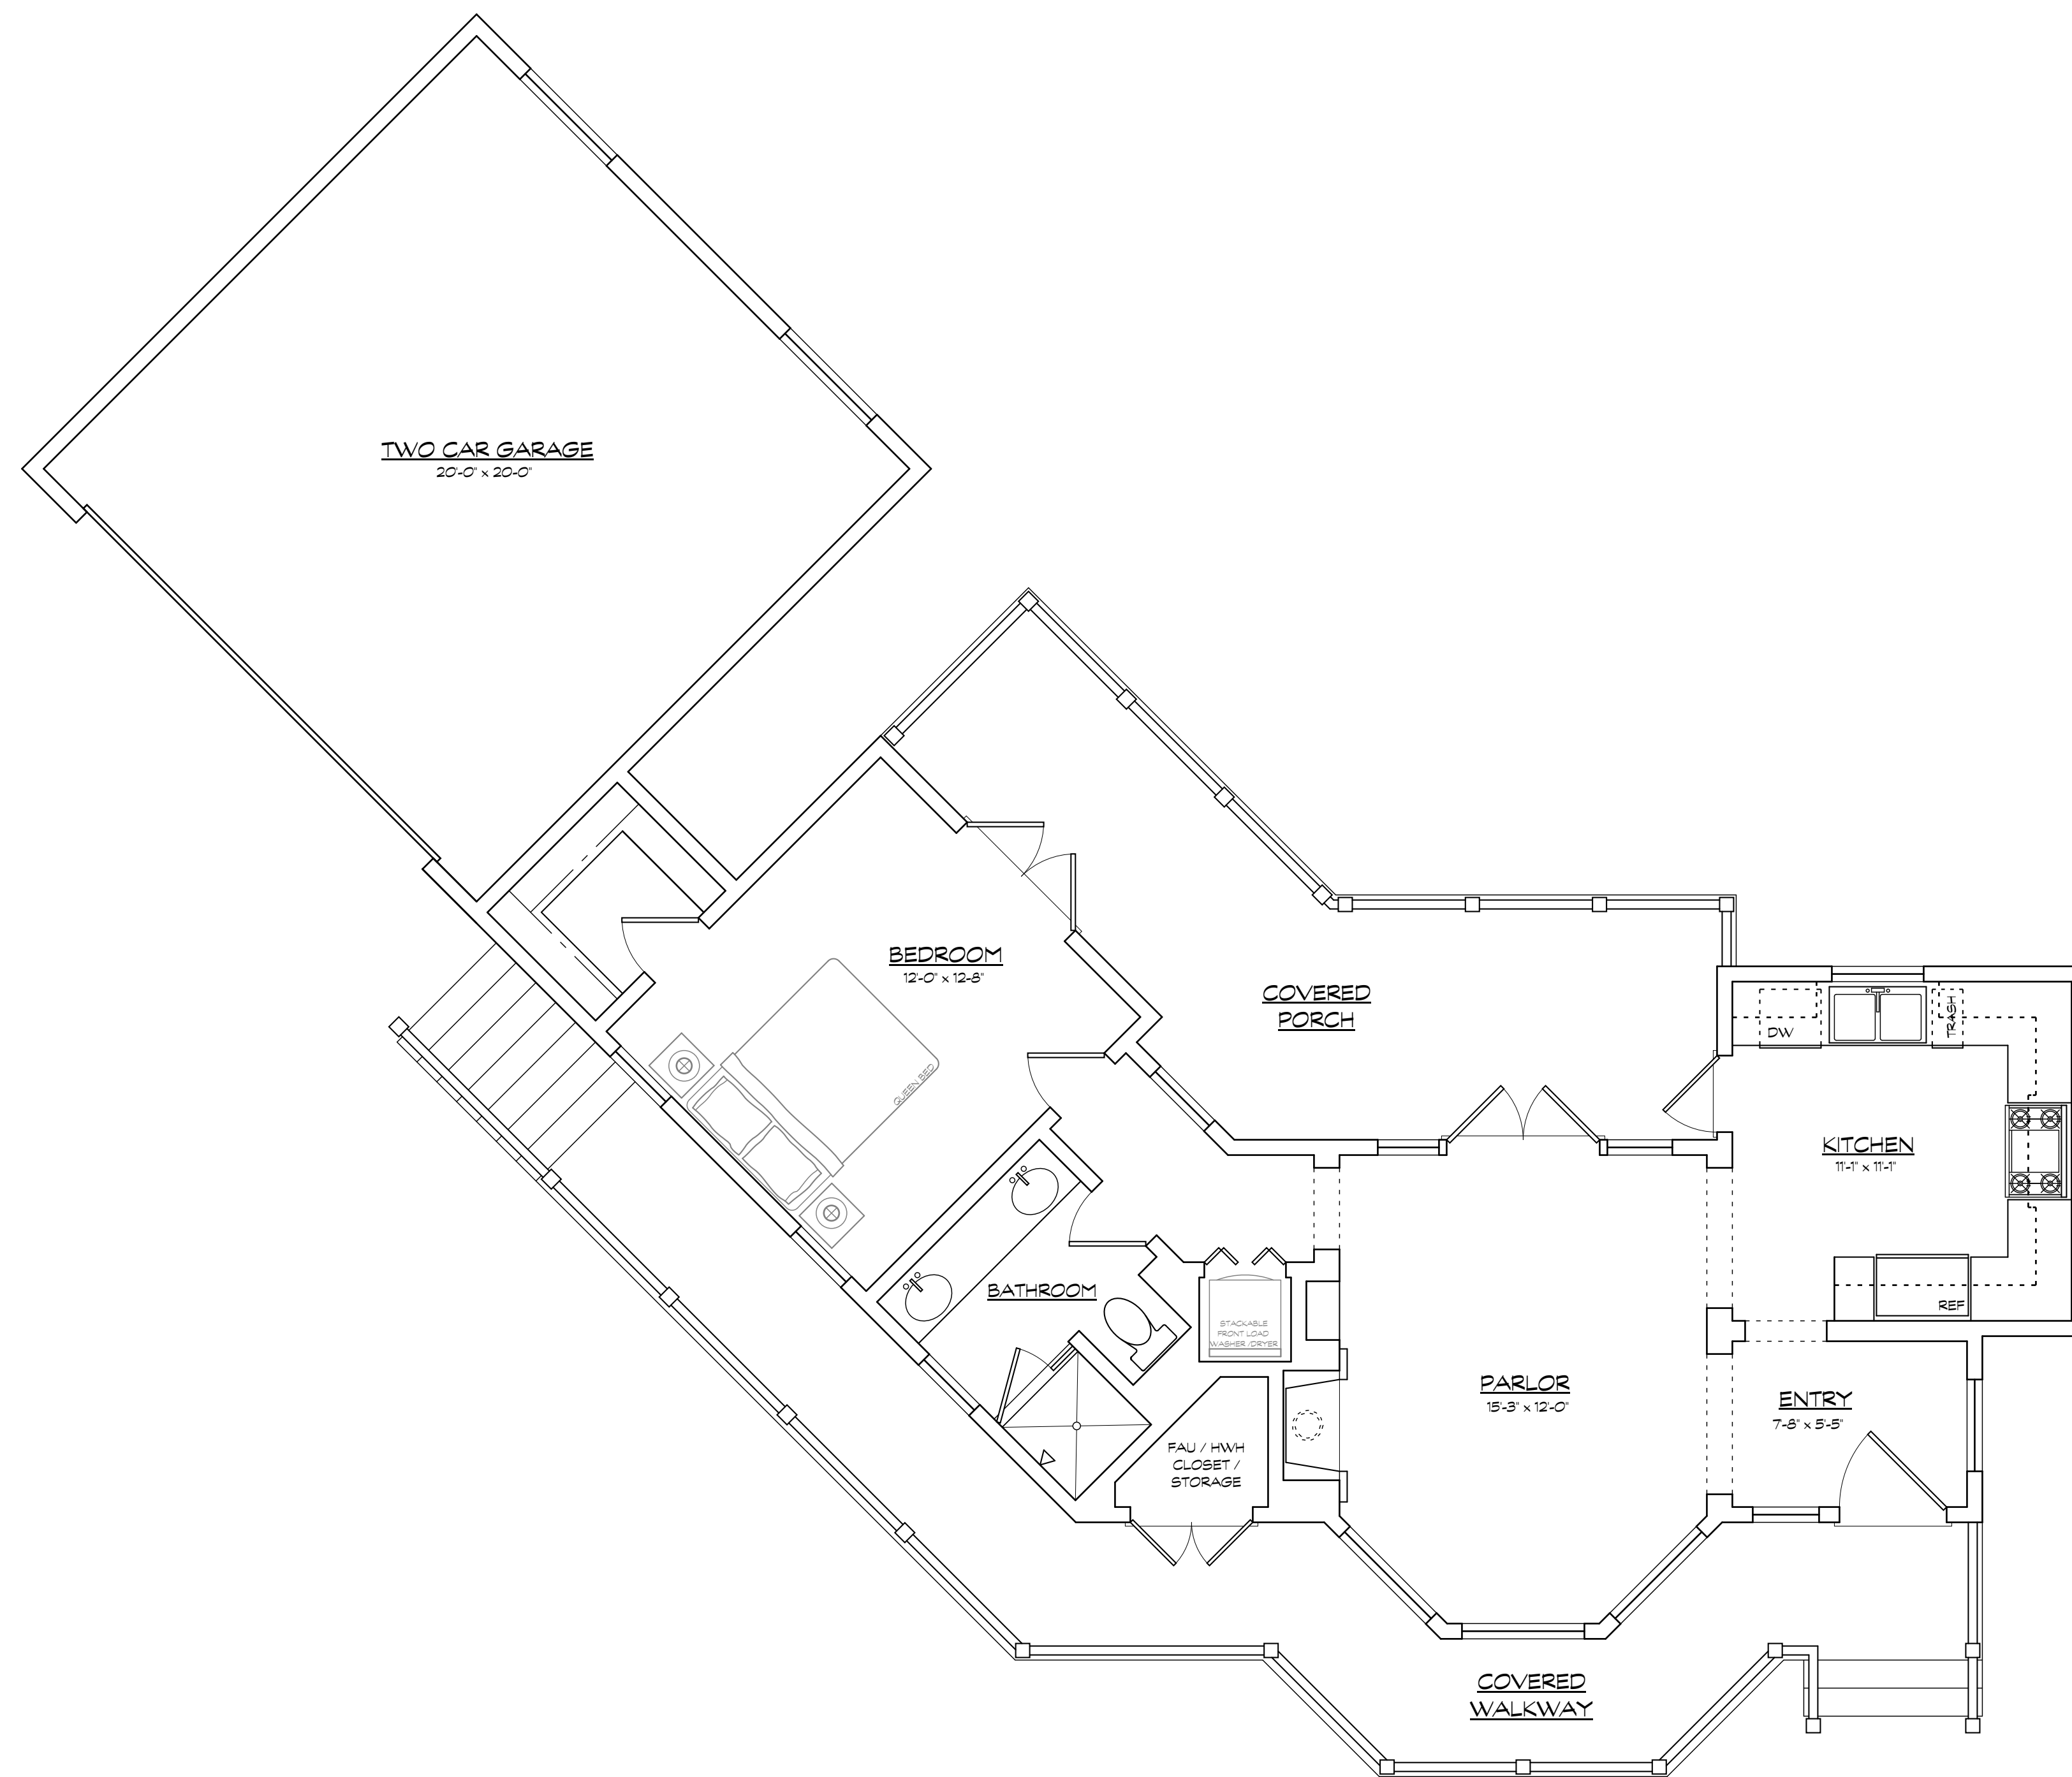 TWO CAR GARAGE
20'-0" x 20-0"
BEDROOM
12'-0" x 12-8"
QUEEN BED
COVERED
PORCH
DW
TRASH
KITCHEN
11'-1" x 11'-1"
REF
BATHROOM
STACKABLE
FRONT LOAD
WASHER /DRYER
PARLOR
15'-3" x 12'-0"
ENTRY
7'-8" x 5'-5"
FAU / HWH
CLOSET /
STORAGE
COVERED
WALKWAY